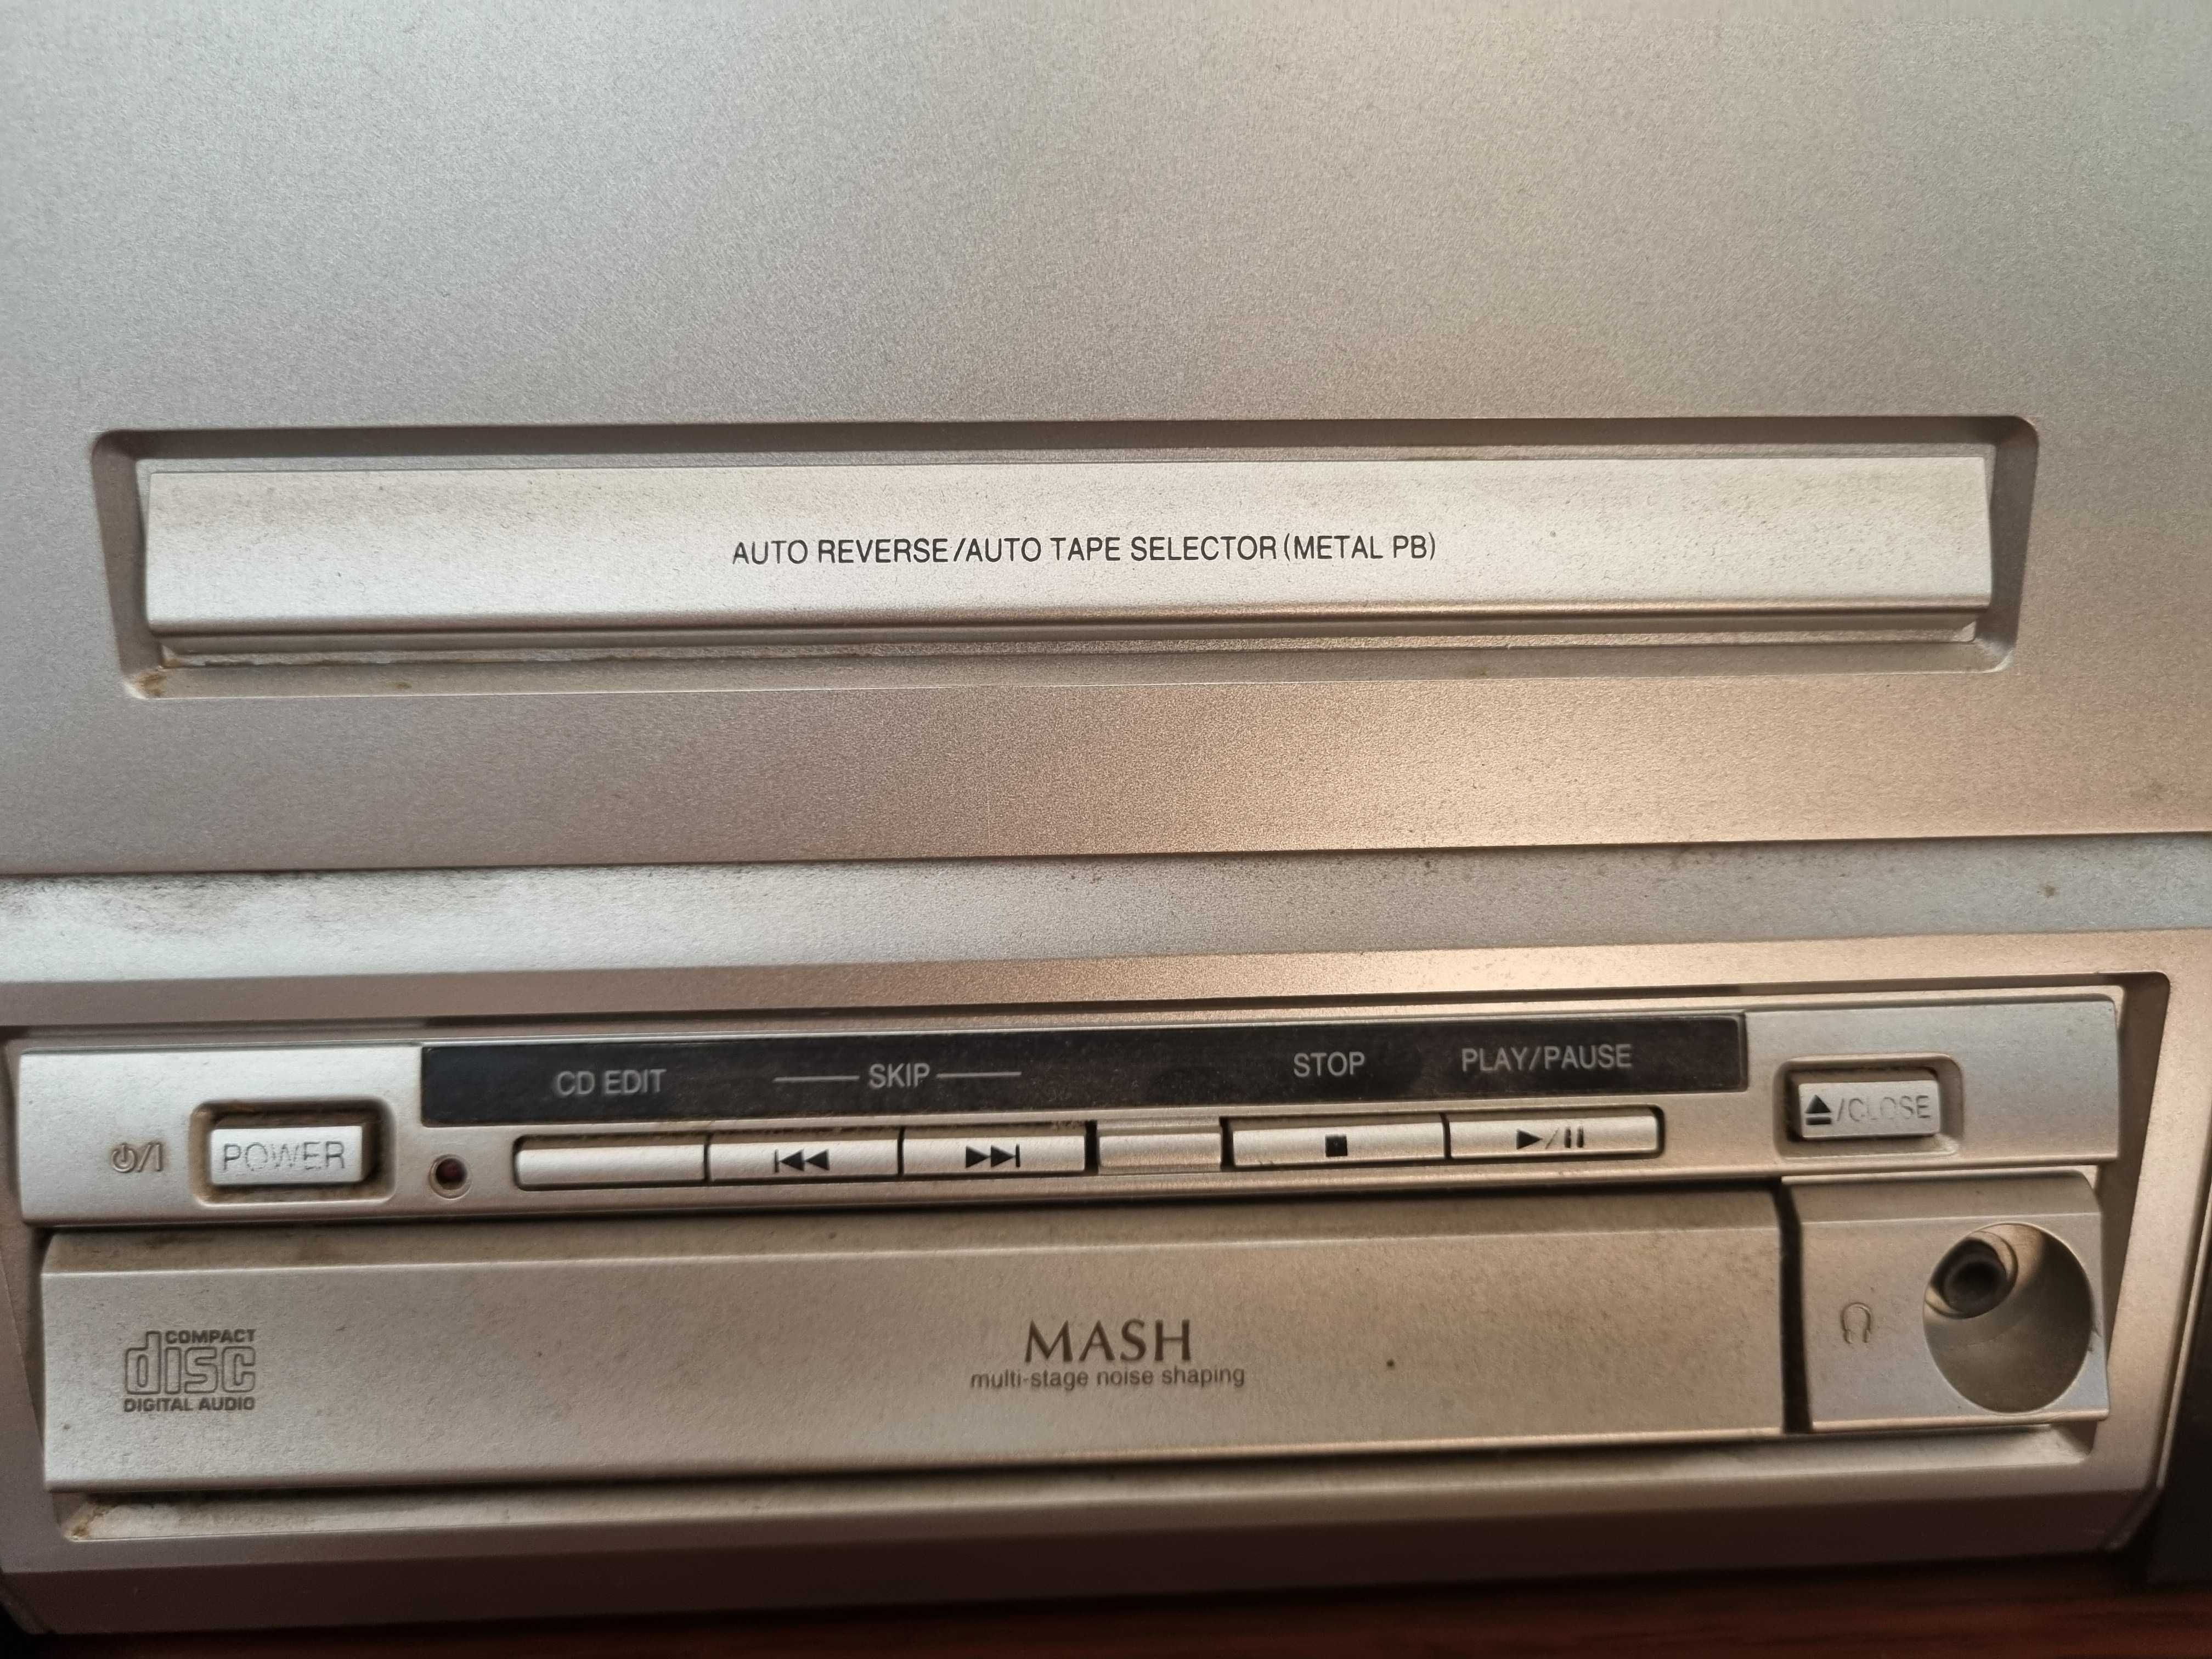 AUTO REVERSE/AUTO TAPE SELECTOR (METAL PB)
CD EDIT SKIP STOP PLAY/PAUSE
POWER /CLOSE
COMPACT
disc
DIGITAL AUDIO
MASH
multi-stage noise shaping